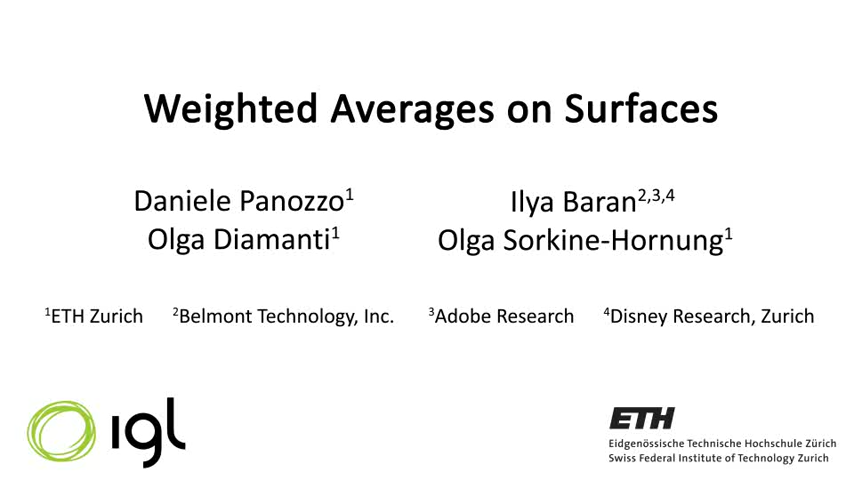 Weighted Averages on Surfaces
Daniele Panozzo¹ Ilya Baran²,³,⁴
Olga Diamanti¹ Olga Sorkine-Hornung¹
¹ETH Zurich ²Belmont Technology, Inc. ³Adobe Research ⁴Disney Research, Zurich
igl
ETH
Eidgenössische Technische Hochschule Zürich
Swiss Federal Institute of Technology Zurich